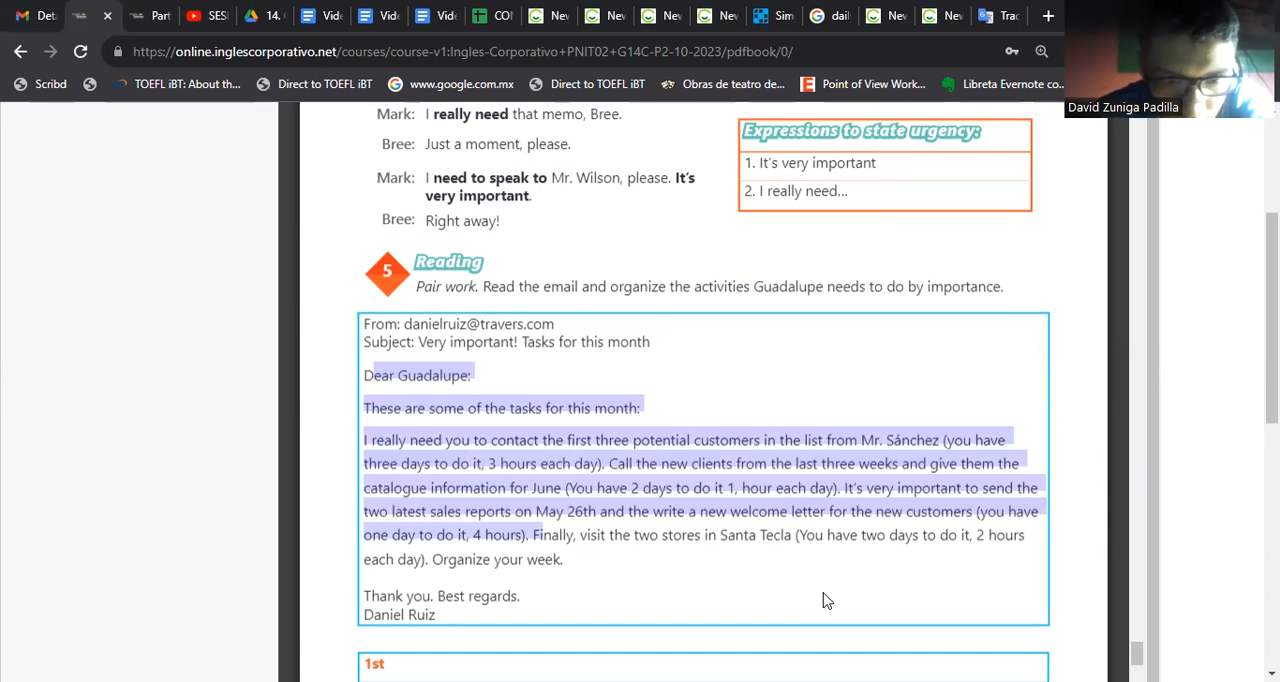 Det
Part
SES
14.
Vide
Vide
Vide
CON
Nev
Nev
Nev
Nev
Sim
dail
Nev
Nev
Trac
https://online.inglescorporativo.net/courses/course-v1:Ingles-Corporativo+PNIT02+G14C-P2-10-2023/pdfbook/0/
Scribd
TOEFL iBT: About th...
Direct to TOEFL iBT
www.google.com.mx
Direct to TOEFL iBT
Obras de teatro de...
Point of View Work...
Libreta Evernote co...
David Zuniga Padilla
Mark: I really need that memo, Bree.
Bree: Just a moment, please.
Mark: I need to speak to Mr. Wilson, please. It's
very important.
Bree: Right away!
Expressions to state urgency:
1. It's very important
2. I really need...
5 Reading
Pair work. Read the email and organize the activities Guadalupe needs to do by importance.
From: danielruiz@travers.com
Subject: Very important! Tasks for this month
Dear Guadalupe:
These are some of the tasks for this month:
I really need you to contact the first three potential customers in the list from Mr. Sánchez (you have
three days to do it, 3 hours each day). Call the new clients from the last three weeks and give them the
catalogue information for June (You have 2 days to do it 1, hour each day). It's very important to send the
two latest sales reports on May 26th and the write a new welcome letter for the new customers (you have
one day to do it, 4 hours). Finally, visit the two stores in Santa Tecla (You have two days to do it, 2 hours
each day). Organize your week.
Thank you. Best regards.
Daniel Ruiz
1st